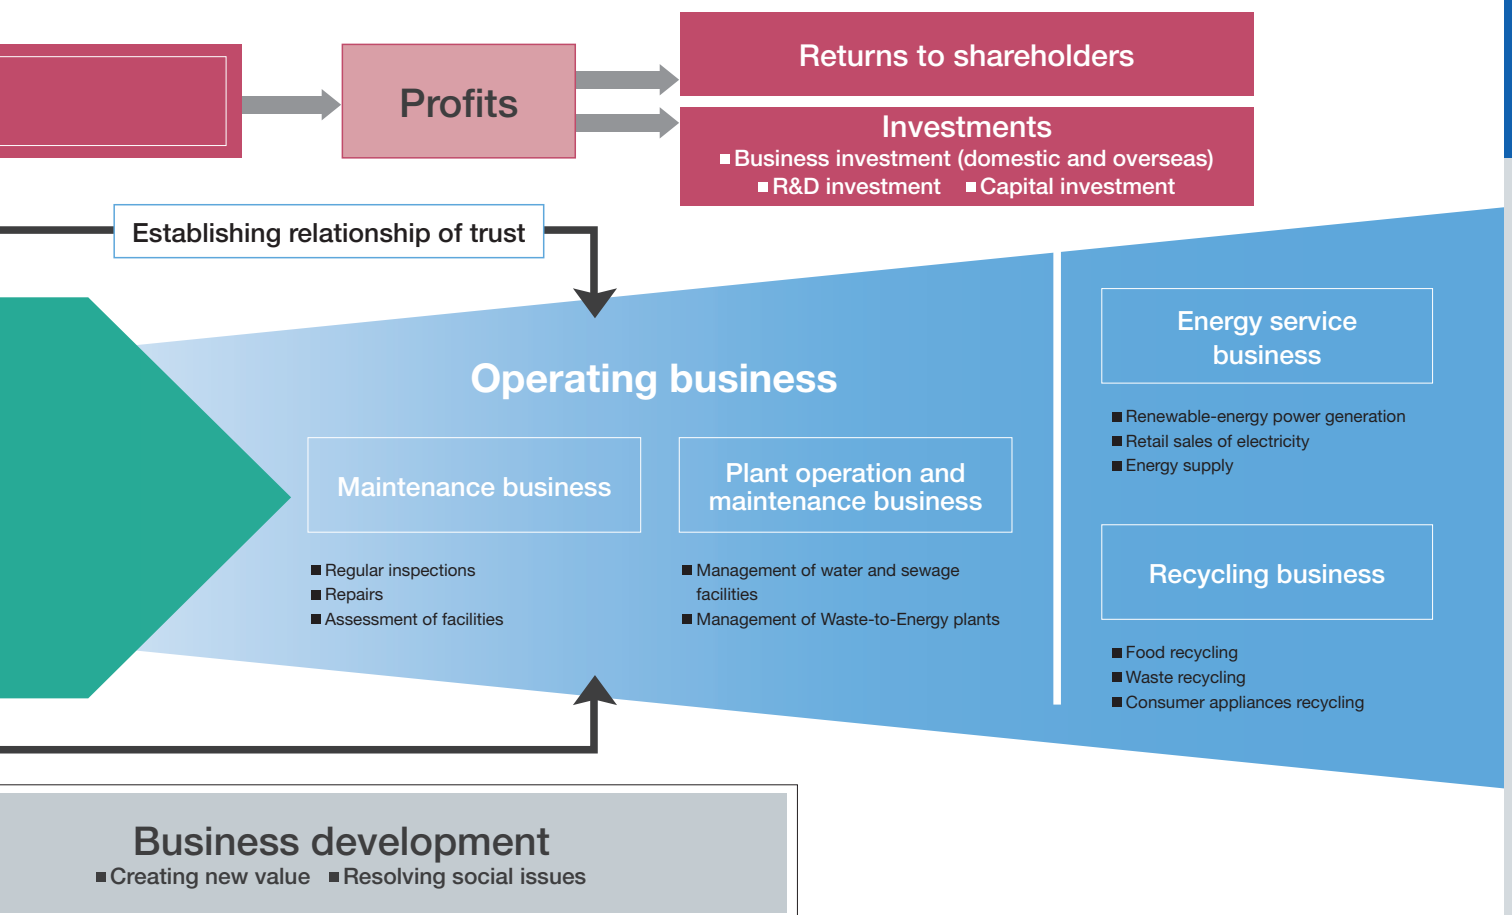 Profits
Returns to shareholders
Investments
■Business investment (domestic and overseas)
■R&D investment ■Capital investment
Establishing relationship of trust
Operating business
Maintenance business
■Regular inspections
■Repairs
■Assessment of facilities
Plant operation and
maintenance business
■Management of water and sewage
facilities
■Management of Waste-to-Energy plants
Energy service
business
■Renewable-energy power generation
■Retail sales of electricity
■Energy supply
Recycling business
■Food recycling
■Waste recycling
■Consumer appliances recycling
Business development
■Creating new value ■Resolving social issues